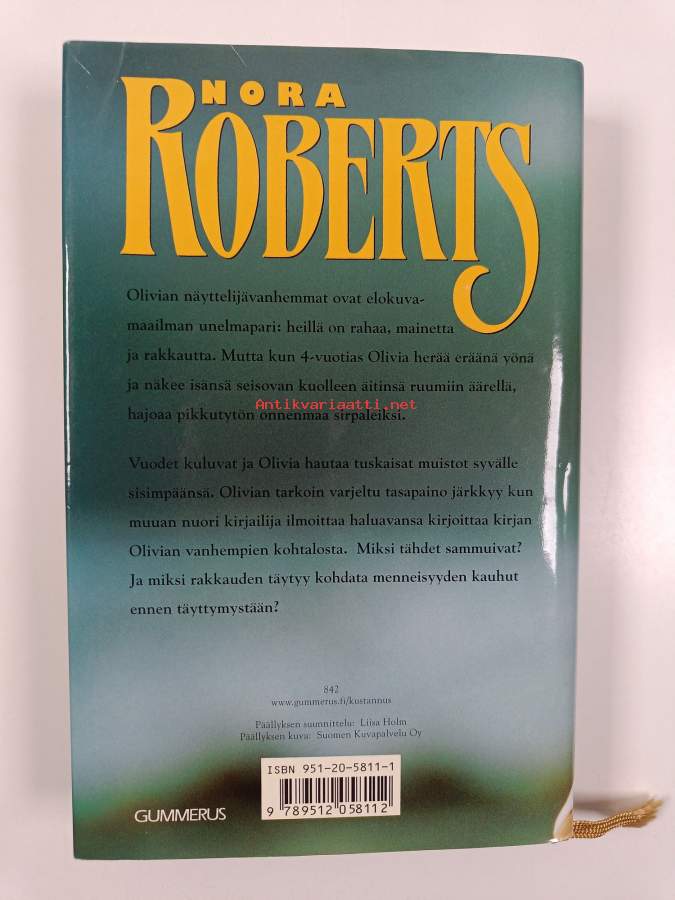 NORA
ROBERTS
Olivian näyttelijävanhemmat ovat elokuva-
maailman unelmapari: heillä on rahaa, mainetta
ja rakkautta. Mutta kun 4-vuotias Olivia herää eräänä yönä
ja näkee isänsä seisovan kuolleen äitinsä ruumiin äärellä,
Antikvariaatti.net
hajoaa pikkutytön onnenmaa sirpaleiksi.
Vuodet kuluvat ja Olivia hautaa tuskaisat muistot syvälle
sisimpäänsä. Olivian tarkoin varjeltu tasapaino järkkyy kun
muuan nuori kirjailija ilmoittaa haluavansa kirjoittaa kirjan
Olivian vanhempien kohtalosta. Miksi tähdet sammuivat?
Ja miksi rakkauden täytyy kohdata menneisyyden kauhut
ennen täyttymystään?
842
www.gummerus.fi/kustannus
Päällyksen suunnittelu: Liisa Holm
Päällyksen kuva: Suomen Kuvapalvelu Oy
ISBN 951-20-5811-1
9 789512 058112
GUMMERUS